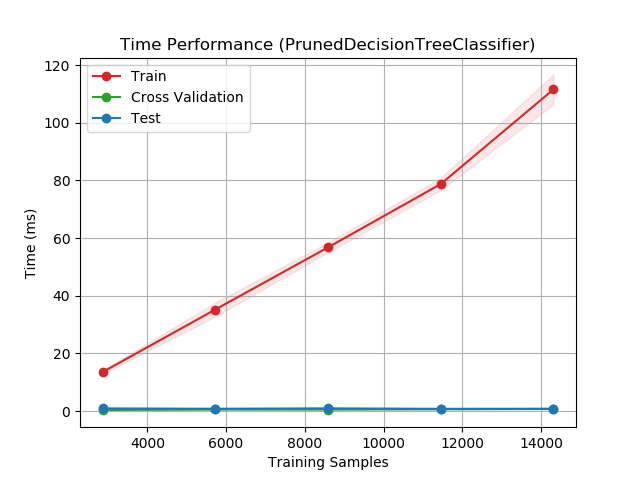 Time Performance (PrunedDecisionTreeClassifier)
Train
Cross Validation
Test
120
100
80
60
40
20
0
Time (ms)
4000 6000 8000 10000 12000 14000
Training Samples